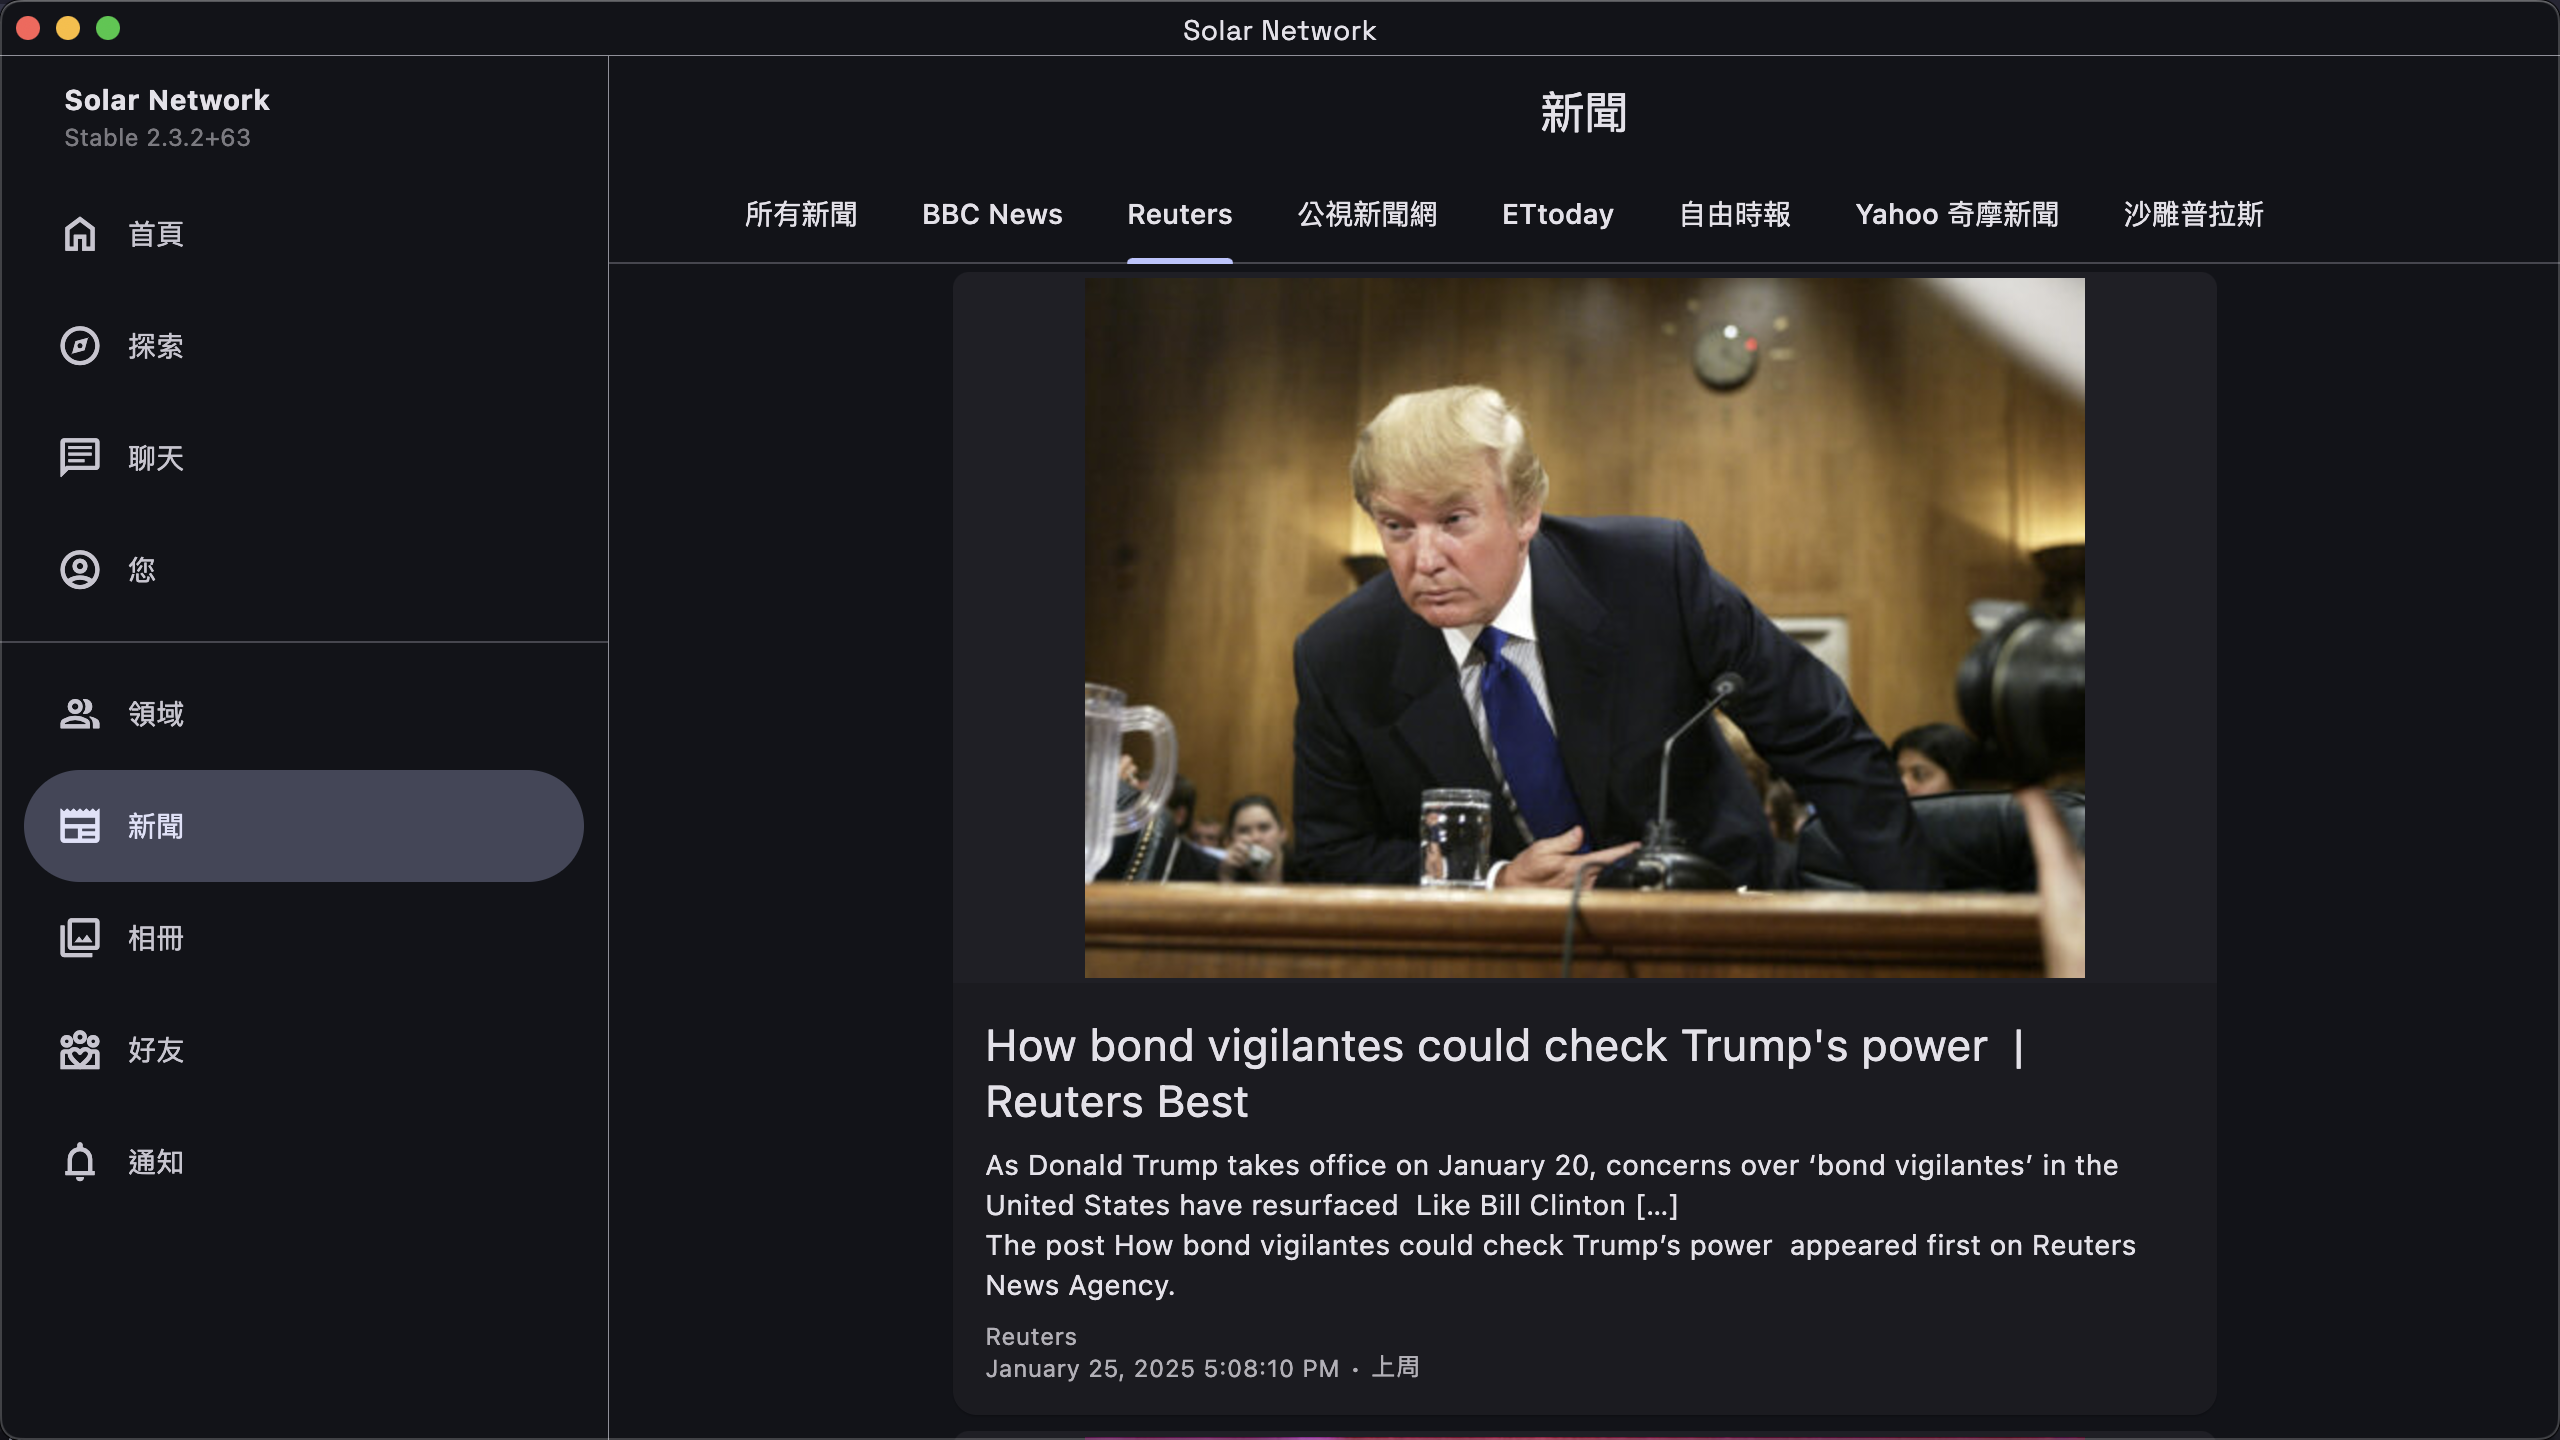 Solar Network
Solar Network
Stable 2.3.2+63
首頁
探索
聊天
您
領域
新聞
相冊
好友
通知
新聞
所有新聞 BBC News Reuters 公視新聞網 ETtoday 自由時報 Yahoo 奇摩新聞 沙雕普拉斯
How bond vigilantes could check Trump's power  |
Reuters Best
As Donald Trump takes office on January 20, concerns over ‘bond vigilantes’ in the
United States have resurfaced  Like Bill Clinton […]
The post How bond vigilantes could check Trump’s power  appeared first on Reuters
News Agency.
Reuters
January 25, 2025 5:08:10 PM · 上周